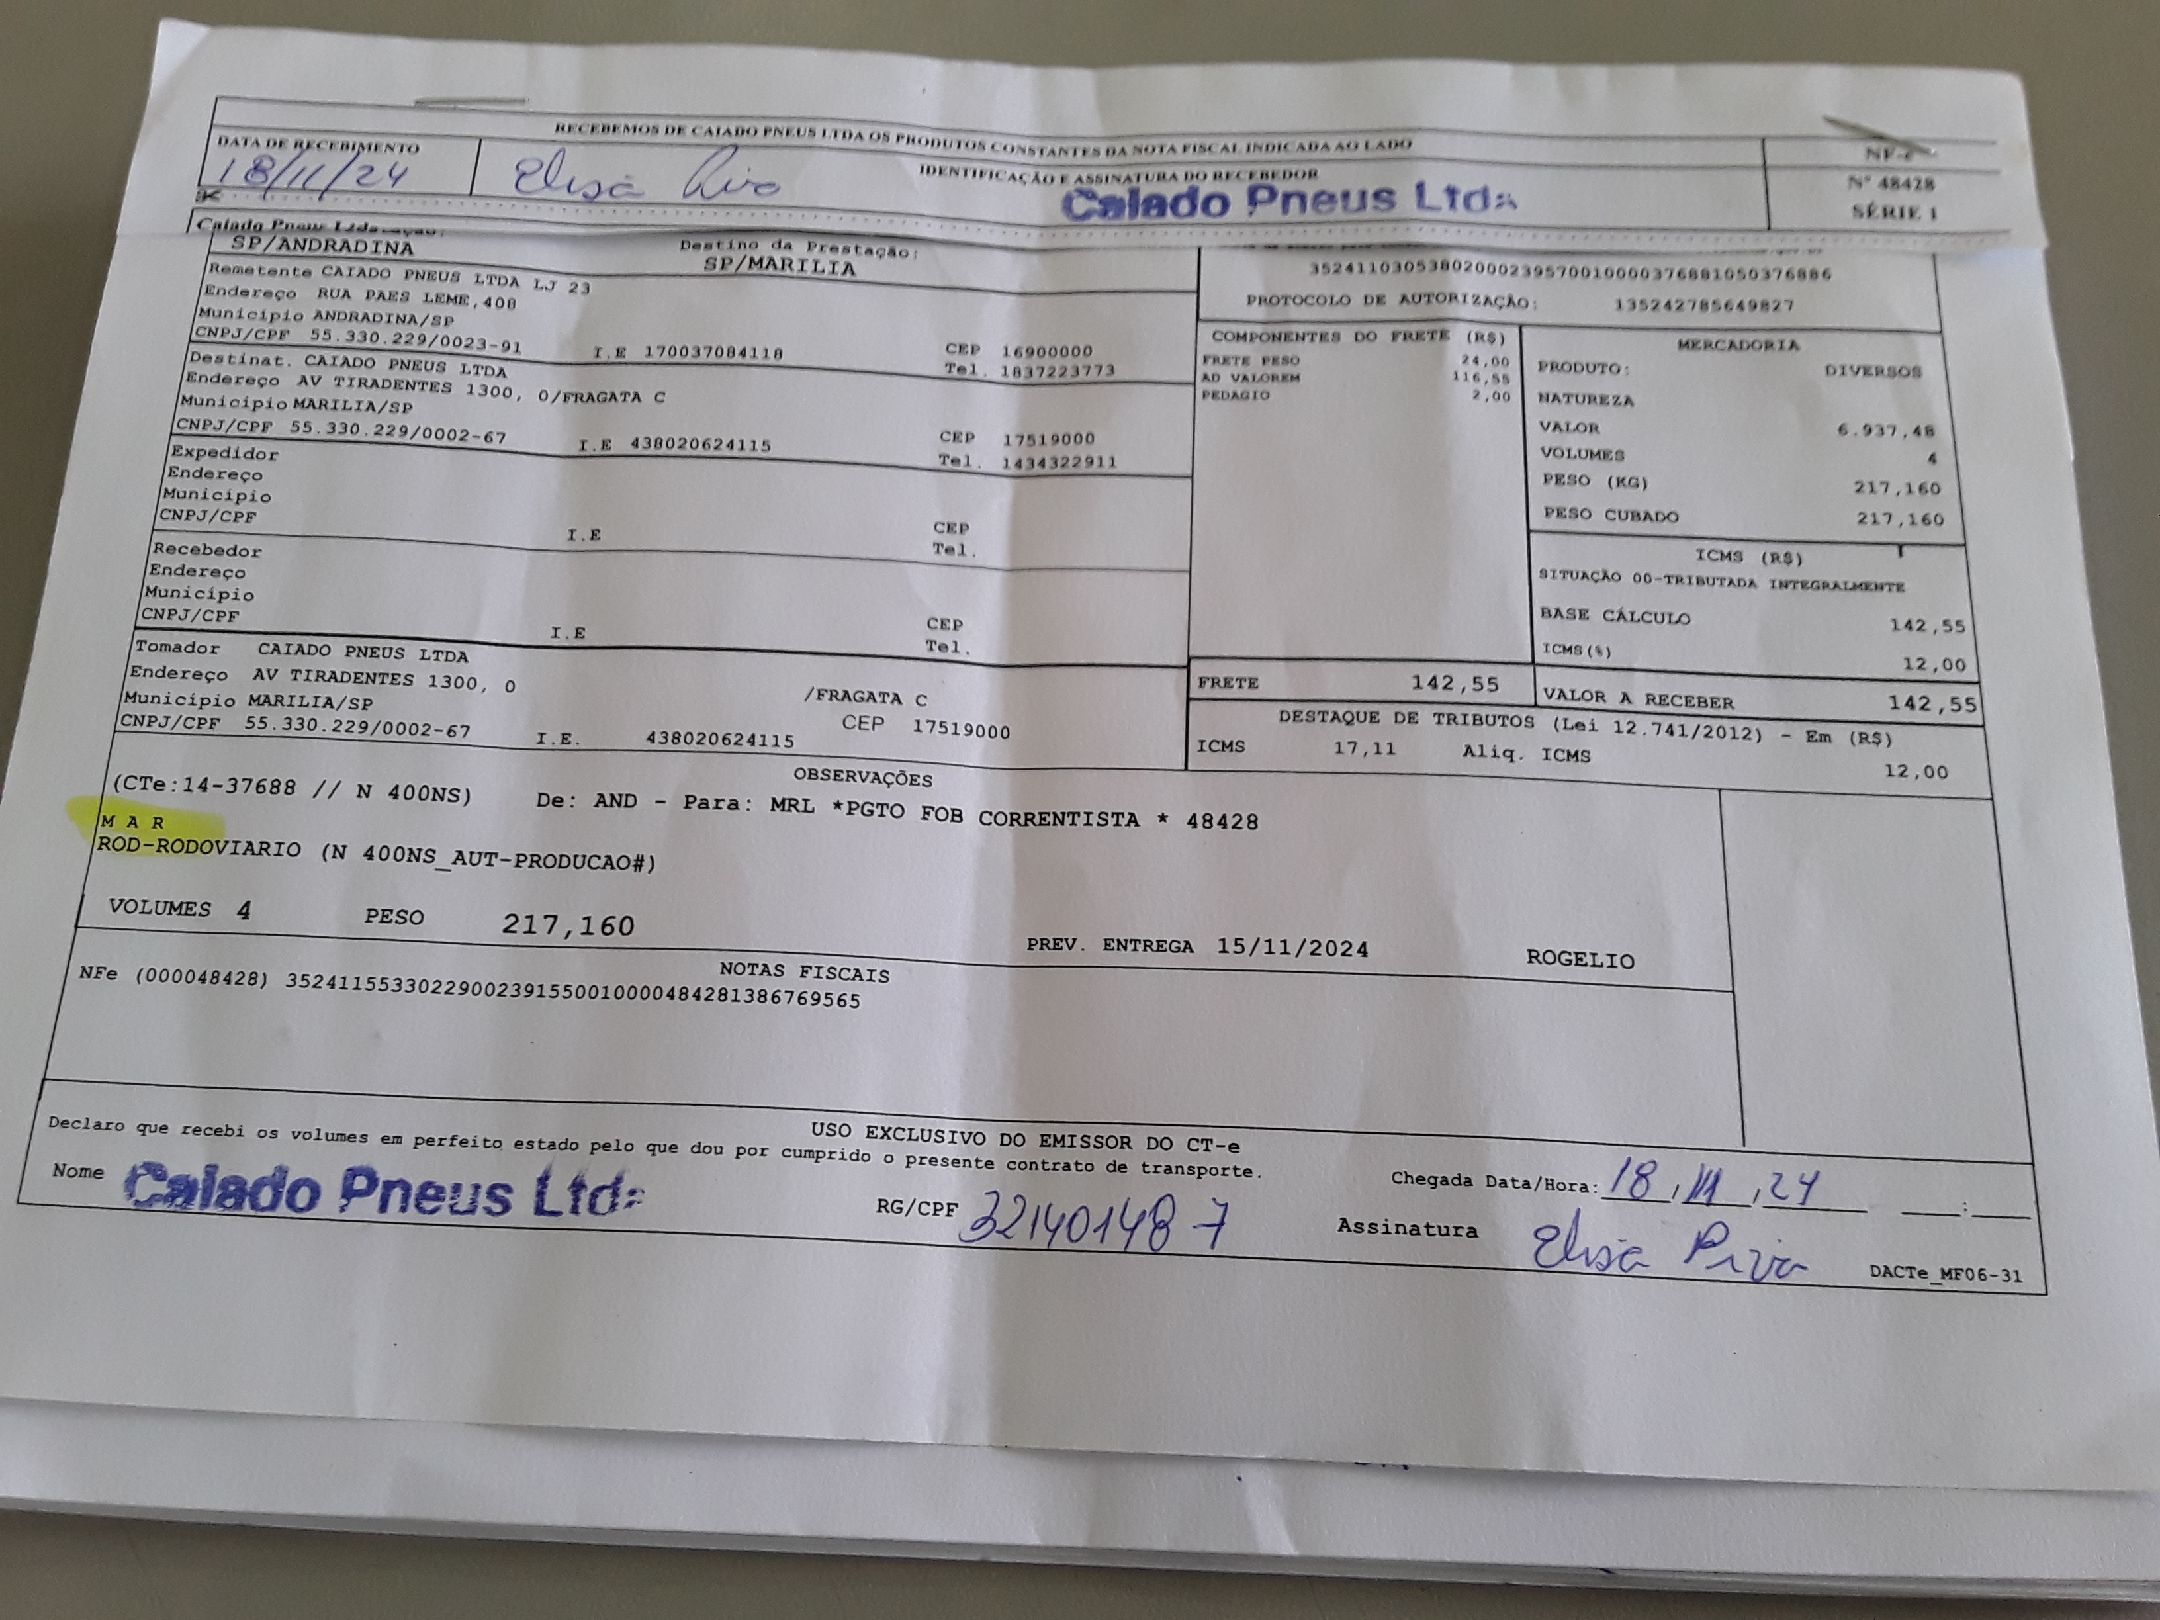 RECEBEMOS DE CAIADO PNEUS LTDA OS PRODUTOS CONSTANTES DA NOTA FISCAL INDICADA AO LADO
DATA DE RECEBIMENTO
IDENTIFICAÇÃO E ASSINATURA DO RECEBEDOR
18/11/24
Elisa
Caiado Pneus Ltda
Nº 48428
SÉRIE 1
Caiado Pneus Ltda
SP/ANDRADINA
Destino da Prestação:
SP/MARILIA
Remetente CAIADO PNEUS LTDA LJ 23
Endereço RUA PAES LEME,408
Município ANDRADINA/SP
CNPJ/CPF 55.330.229/0023-91 I.E 170037084118 CEP 16900000
Tel. 1837223773
Destinat. CAIADO PNEUS LTDA
Endereço AV TIRADENTES 1300, 0/FRAGATA C
Município MARILIA/SP
CNPJ/CPF 55.330.229/0002-67 I.E 438020624115 CEP 17519000
Tel. 1434322911
Expedidor
Endereço
Município
CNPJ/CPF I.E CEP
Tel.
Recebedor
Endereço
Município
CNPJ/CPF I.E CEP
Tel.
Tomador CAIADO PNEUS LTDA
Endereço AV TIRADENTES 1300, 0 /FRAGATA C
Município MARILIA/SP CEP 17519000
CNPJ/CPF 55.330.229/0002-67 I.E. 438020624115
35241103053802000239570010000376881050376886
PROTOCOLO DE AUTORIZAÇÃO: 135242785649827
COMPONENTES DO FRETE (R$)
FRETE PESO 24,00
AD VALOREM 116,55
PEDAGIO 2,00
MERCADORIA
PRODUTO: DIVERSOS
NATUREZA
VALOR 6.937,48
VOLUMES 4
PESO (KG) 217,160
PESO CUBADO 217,160
ICMS (R$)
SITUAÇÃO 00-TRIBUTADA INTEGRALMENTE
BASE CÁLCULO 142,55
ICMS(%) 12,00
FRETE 142,55
VALOR A RECEBER 142,55
DESTAQUE DE TRIBUTOS (Lei 12.741/2012) - Em (R$)
ICMS 17,11 Aliq. ICMS 12,00
OBSERVAÇÕES
(CTe:14-37688 // N 400NS) De: AND - Para: MRL *PGTO FOB CORRENTISTA * 48428
M A R
ROD-RODOVIARIO (N 400NS_AUT-PRODUCAO#)
VOLUMES 4 PESO 217,160 PREV. ENTREGA 15/11/2024 ROGELIO
NOTAS FISCAIS
NFe (000048428) 35241155330229002391550010000484281386769565
USO EXCLUSIVO DO EMISSOR DO CT-e
Declaro que recebi os volumes em perfeito estado pelo que dou por cumprido o presente contrato de transporte.
Nome Caiado Pneus Ltda
RG/CPF 32140148-7
Chegada Data/Hora: 18/11/24 __:__
Assinatura Elisa Piva
DACTe_MF06-31